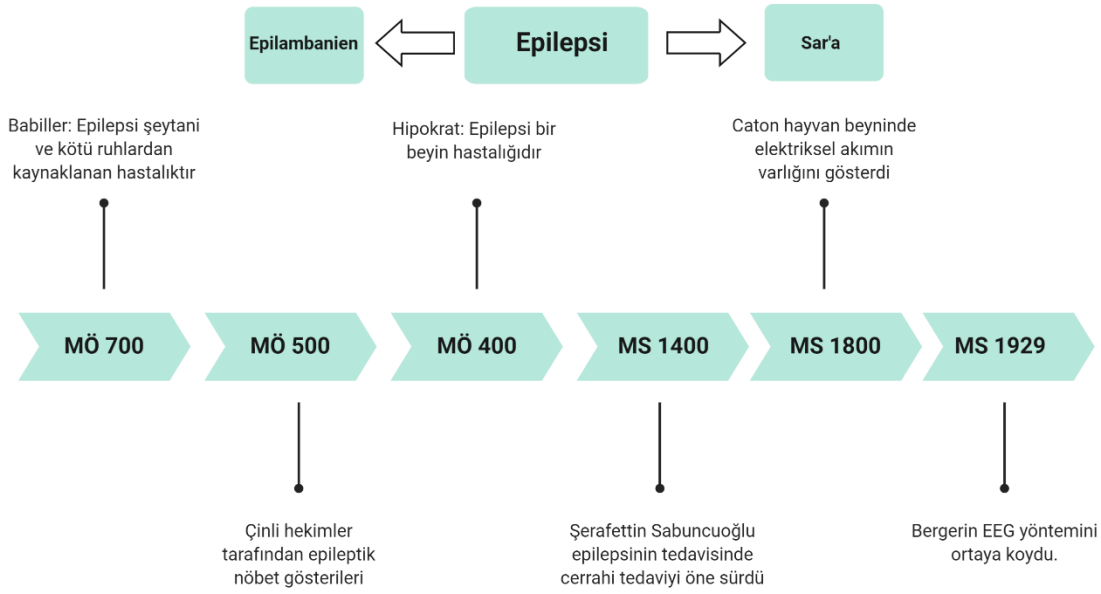 Epilambanien
Epilepsi
Sar'a
Babiller: Epilepsi şeytani
ve kötü ruhlardan
kaynaklanan hastalıktır
Hipokrat: Epilepsi bir
beyin hastalığıdır
Caton hayvan beyninde
elektriksel akımın
varlığını gösterdi
MÖ 700
MÖ 500
MÖ 400
MS 1400
MS 1800
MS 1929
Çinli hekimler
tarafından epileptik
nöbet gösterileri
Şerafettin Sabuncuoğlu
epilepsinin tedavisinde
cerrahi tedaviyi öne sürdü
Bergerin EEG yöntemini
ortaya koydu.